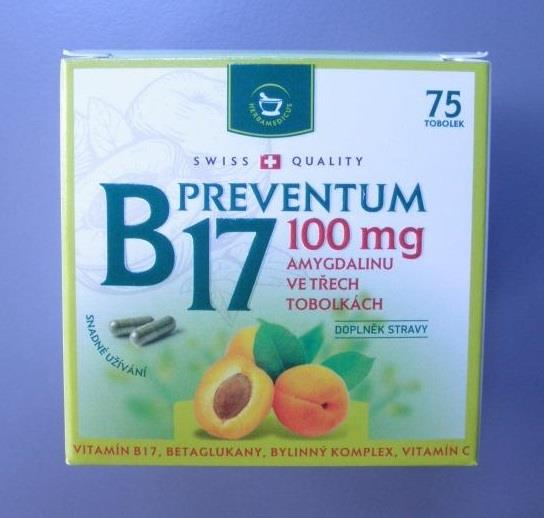 HERBAMEDICUS
75
TOBOLEK
SWISS QUALITY
B17 PREVENTUM
100 mg
AMYGDALINU
VE TŘECH
TOBOLKÁCH
DOPLNĚK STRAVY
SNADNÉ UŽÍVÁNÍ
VITAMÍN B17, BETAGLUKANY, BYLINNÝ KOMPLEX, VITAMÍN C